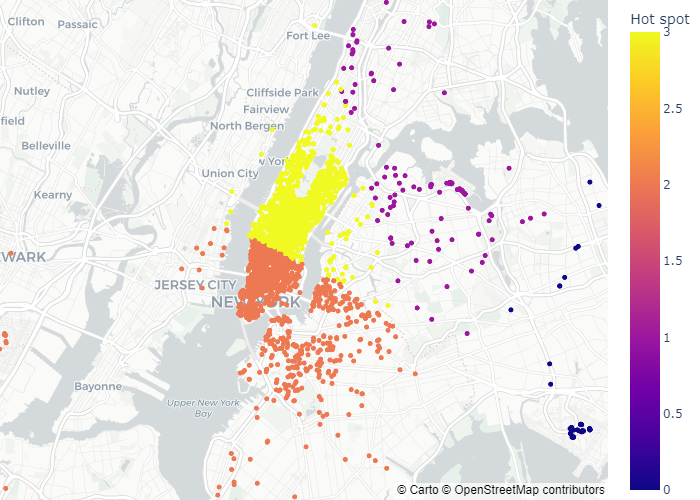 Hot spot
Clifton
Passaic
Fort Lee
3
Nutley
Cliffside Park
Fairview
2.5
field
North Bergen
Belleville
w Yor
Union City
2
Kearny
WARK
1.5
JERSEY CITY
NEW YORK
1
Bayonne
Upper New York
Bay
0.5
© Carto © OpenStreetMap contributors
0